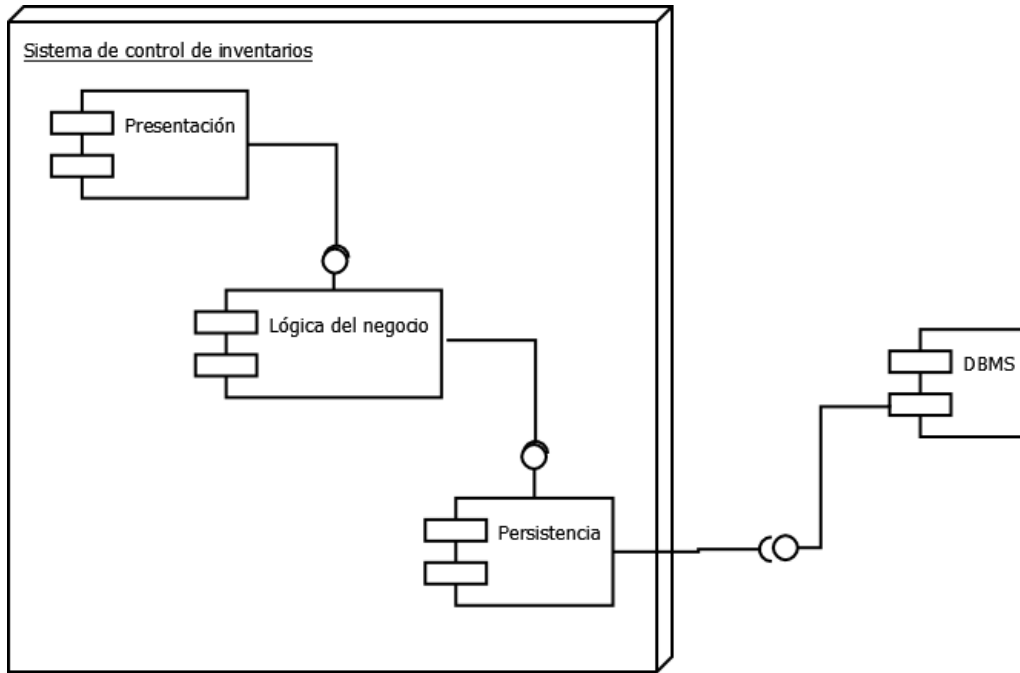 Sistema de control de inventarios
Presentación
Lógica del negocio
DBMS
Persistencia